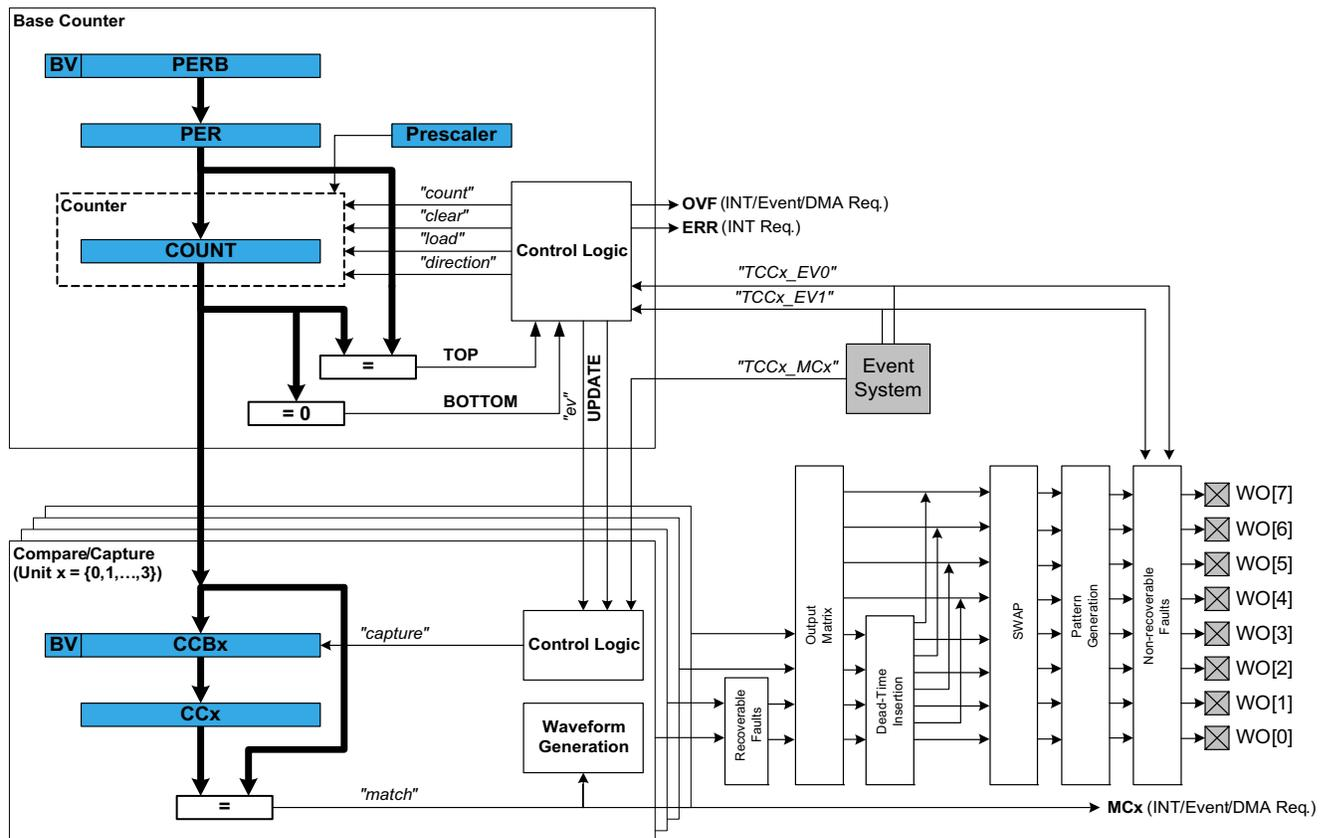 Base Counter
BV PERB
PER
Prescaler
Counter
COUNT
"count"
"clear"
"load"
"direction"
Control Logic
OVF (INT/Event/DMA Req.)
ERR (INT Req.)
"TCCx_EV0"
"TCCx_EV1"
"TCCx_MCx"
Event
System
=
TOP
= 0
BOTTOM
"ev"
UPDATE
Compare/Capture
(Unit x = {0,1,…,3})
BV CCBx
CCx
"capture"
Control Logic
Waveform
Generation
=
"match"
Recoverable
Faults
Output
Matrix
Dead-Time
Insertion
SWAP
Pattern
Generation
Non-recoverable
Faults
WO[7]
WO[6]
WO[5]
WO[4]
WO[3]
WO[2]
WO[1]
WO[0]
MCx (INT/Event/DMA Req.)